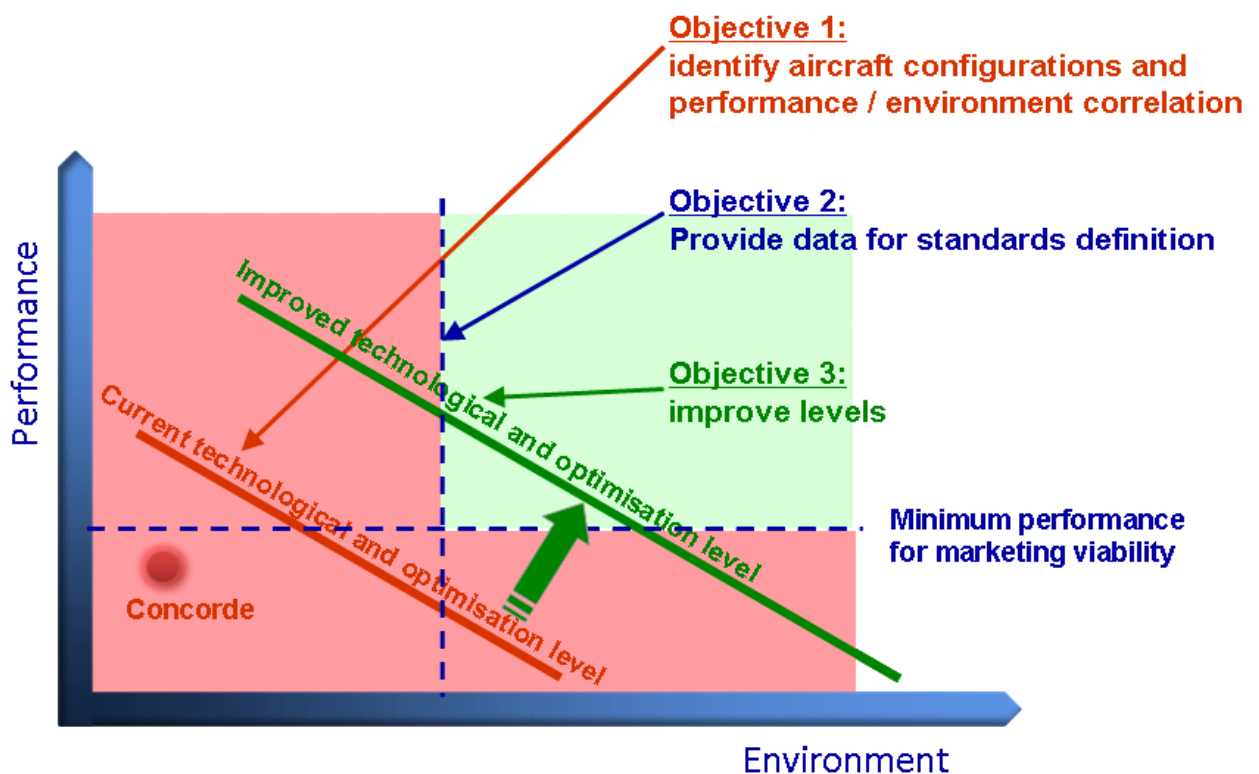 Objective 1:
identify aircraft configurations and
performance / environment correlation
Objective 2:
Provide data for standards definition
Objective 3:
improve levels
Improved technological and optimisation level
Current technological and optimisation level
Minimum performance
for marketing viability
Concorde
Performance
Environment